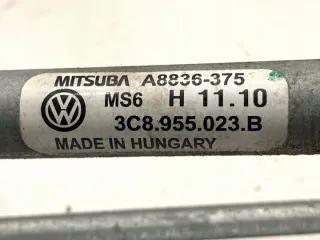 MITSUBA A8836-375
MS6 H 11.10
3C8.955.023.B
MADE IN HUNGARY